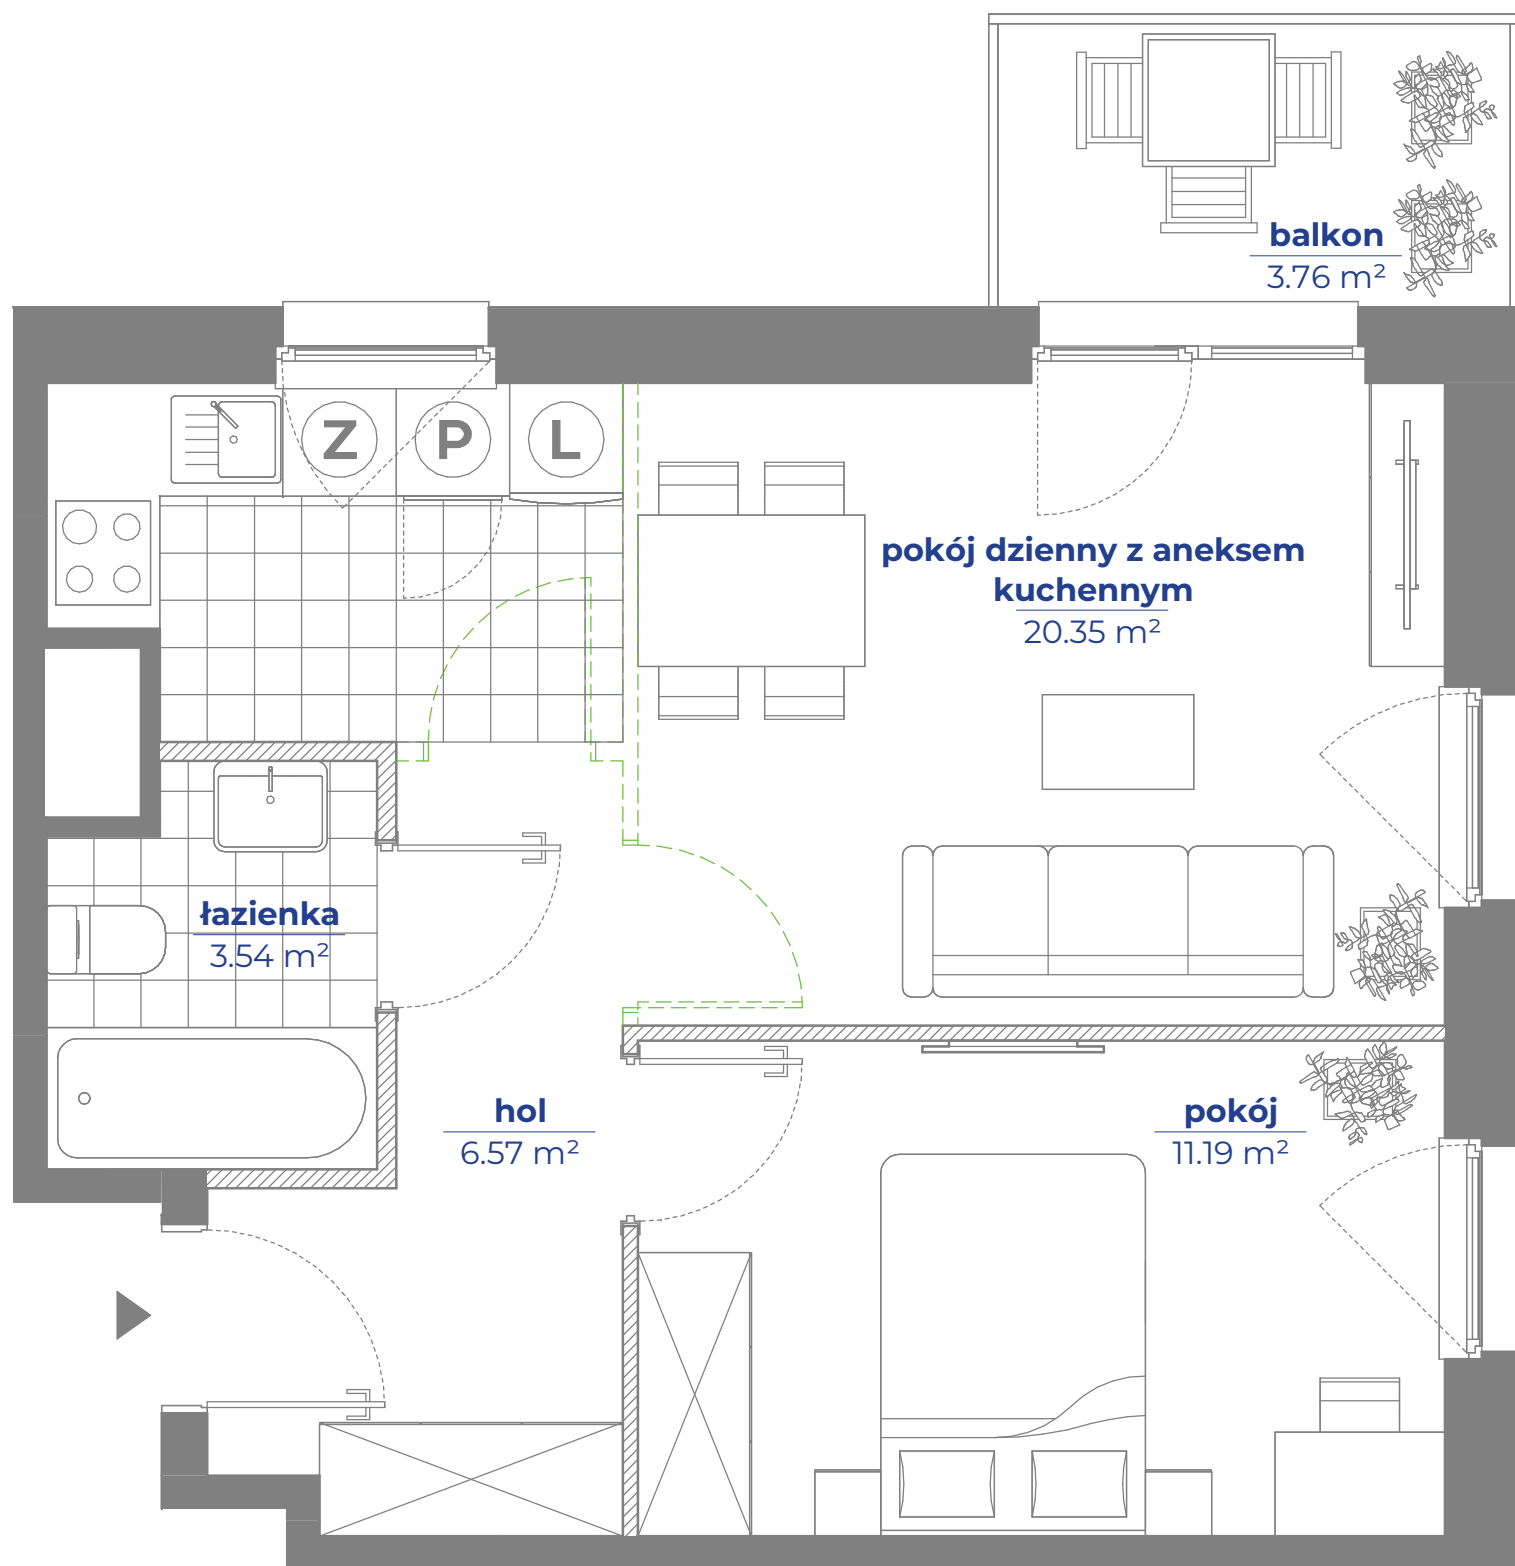 balkon
3.76 m²
Z P L
pokój dzienny z aneksem
kuchennym
20.35 m²
łazienka
3.54 m²
hol
6.57 m²
pokój
11.19 m²